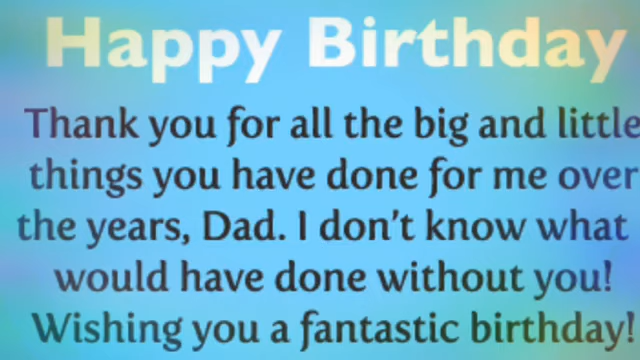 Happy Birthday
Thank you for all the big and little
things you have done for me over
the years, Dad. I don't know what
would have done without you!
Wishing you a fantastic birthday!